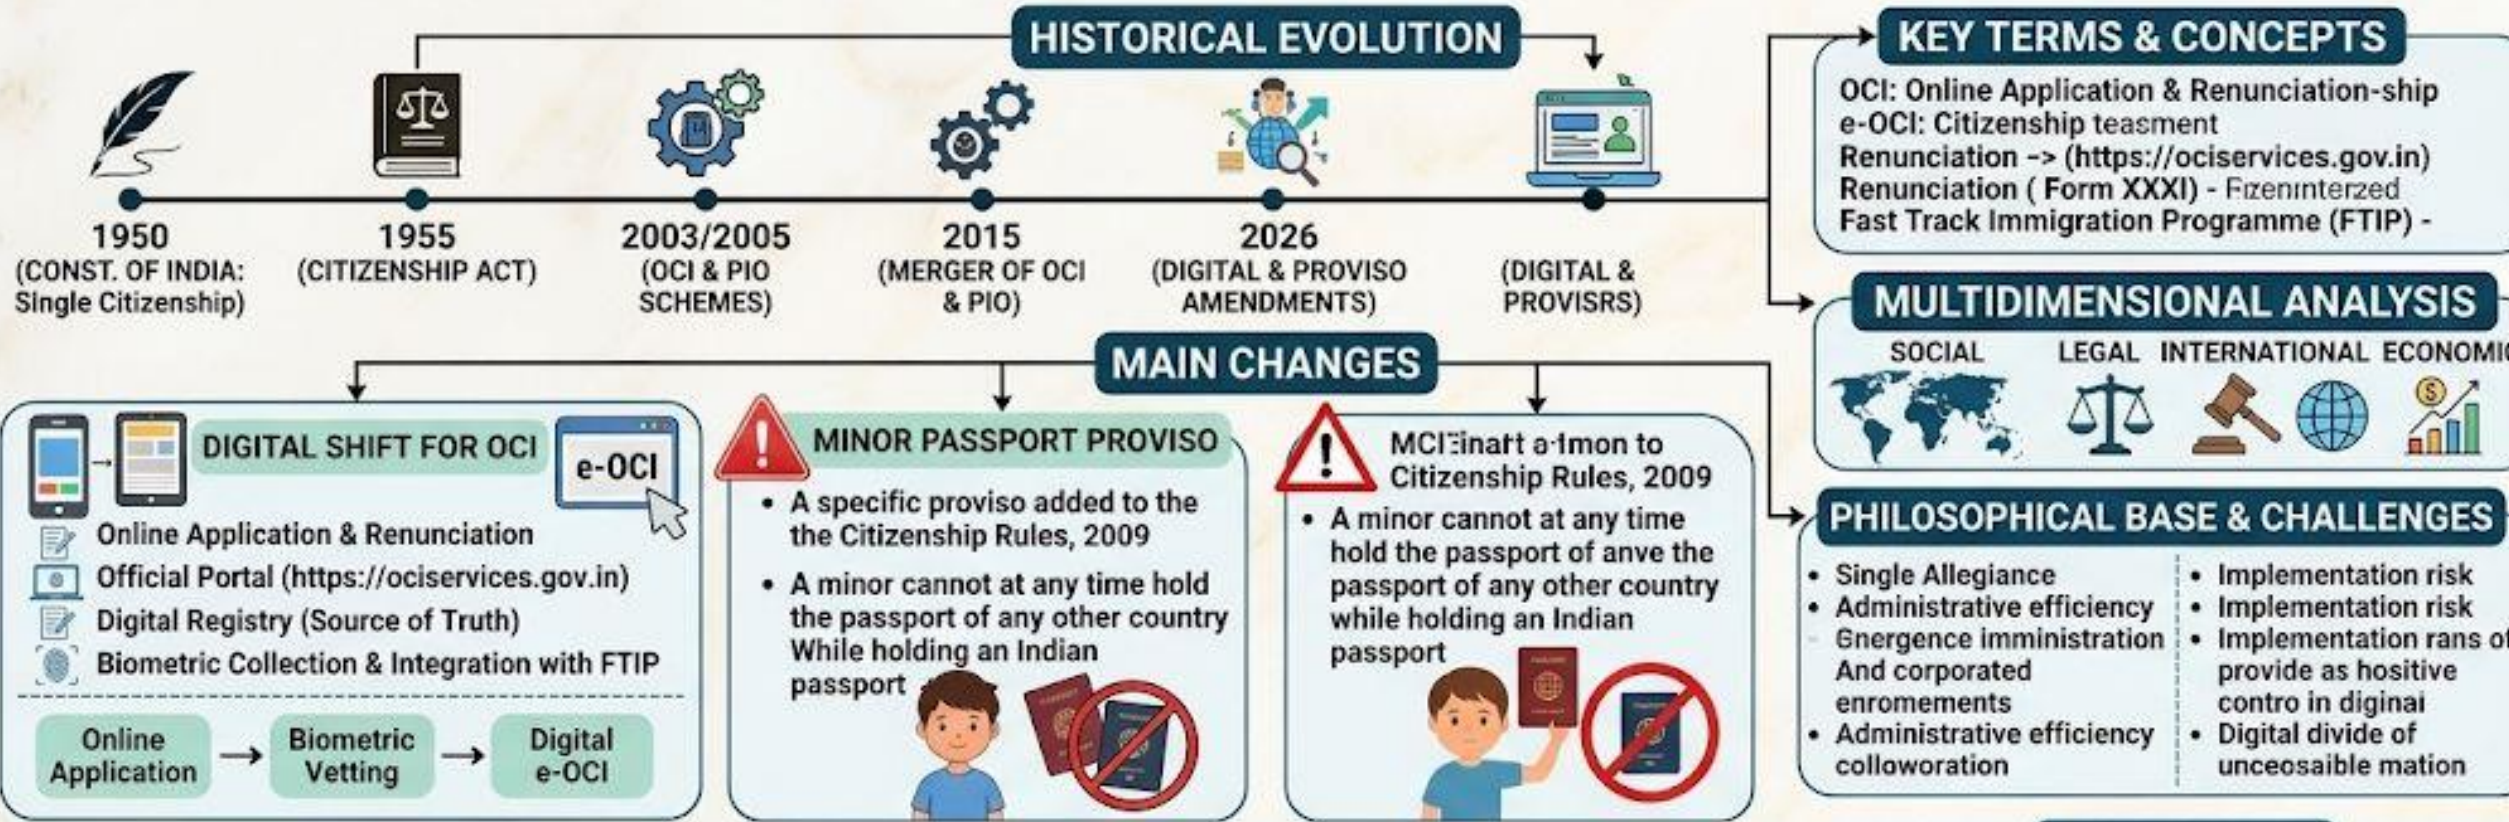 HISTORICAL EVOLUTION
1950
(CONST. OF INDIA:
Single Citizenship)
1955
(CITIZENSHIP ACT)
2003/2005
(OCI & PIO
SCHEMES)
2015
(MERGER OF OCI
& PIO)
2026
(DIGITAL & PROVISO
AMENDMENTS)
(DIGITAL &
PROVISRS)
KEY TERMS & CONCEPTS
OCI: Online Application & Renunciation-ship
e-OCI: Citizenship teasment
Renunciation -> (https://ociservices.gov.in)
Renunciation ( Form XXXI) -
Fast Track Immigration Programme (FTIP) -
MULTIDIMENSIONAL ANALYSIS
SOCIAL
LEGAL
INTERNATIONAL
ECONOMIC
MAIN CHANGES
DIGITAL SHIFT FOR OCI
e-OCI
Online Application & Renunciation
Official Portal (https://ociservices.gov.in)
Digital Registry (Source of Truth)
Biometric Collection & Integration with FTIP
Online
Application
→
Biometric
Vetting
→
Digital
e-OCI
MINOR PASSPORT PROVISO
• A specific proviso added to the
the Citizenship Rules, 2009
• A minor cannot at any time hold
the passport of any other country
While holding an Indian
passport
to
Citizenship Rules, 2009
• A minor cannot at any time
hold the passport of anve the
passport of any other country
while holding an Indian
passport
PHILOSOPHICAL BASE & CHALLENGES
• Single Allegiance
• Administrative efficiency
Gnergence imministration
And corporated
enromements
• Administrative efficiency
colloworation
• Implementation risk
• Implementation risk
• Implementation rans of
provide as hositive
contro in diginai
• Digital divide of
unceosaible mation